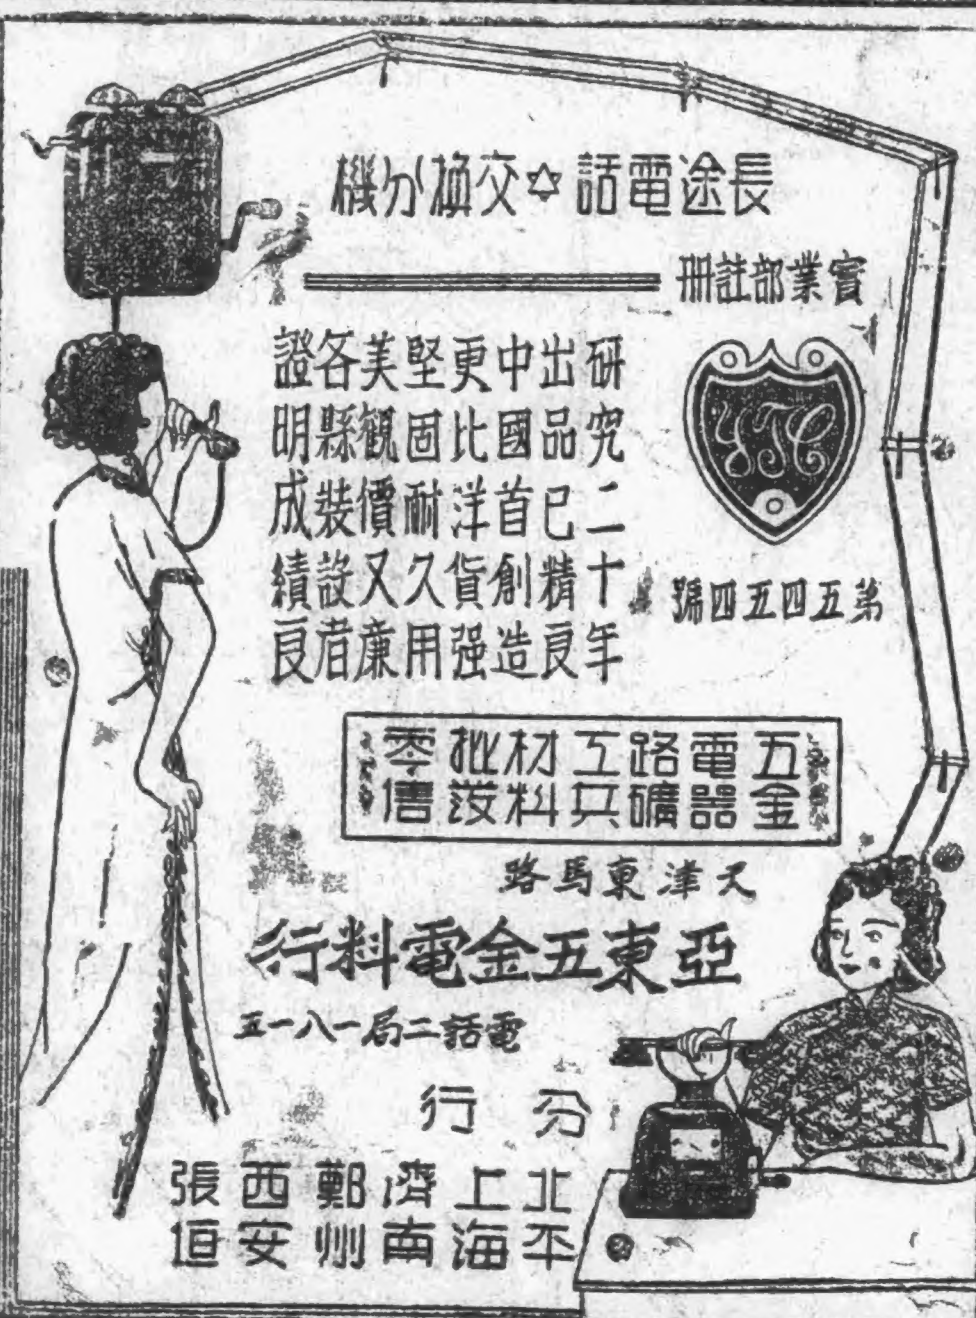 長途電話✡交換分機
實業部註冊
YTC
第五四五四號
研究二十年
出品已精良
中國首創造
更比洋貨强
堅固耐久用
美觀價又廉
各縣裝設者
證明成績良
五金
電器
路礦
工兵
材料
批發
零售
天津東馬路
亞東五金電料行
電話二局一八一五
分行
北平
上海
濟南
鄭州
西安
張垣